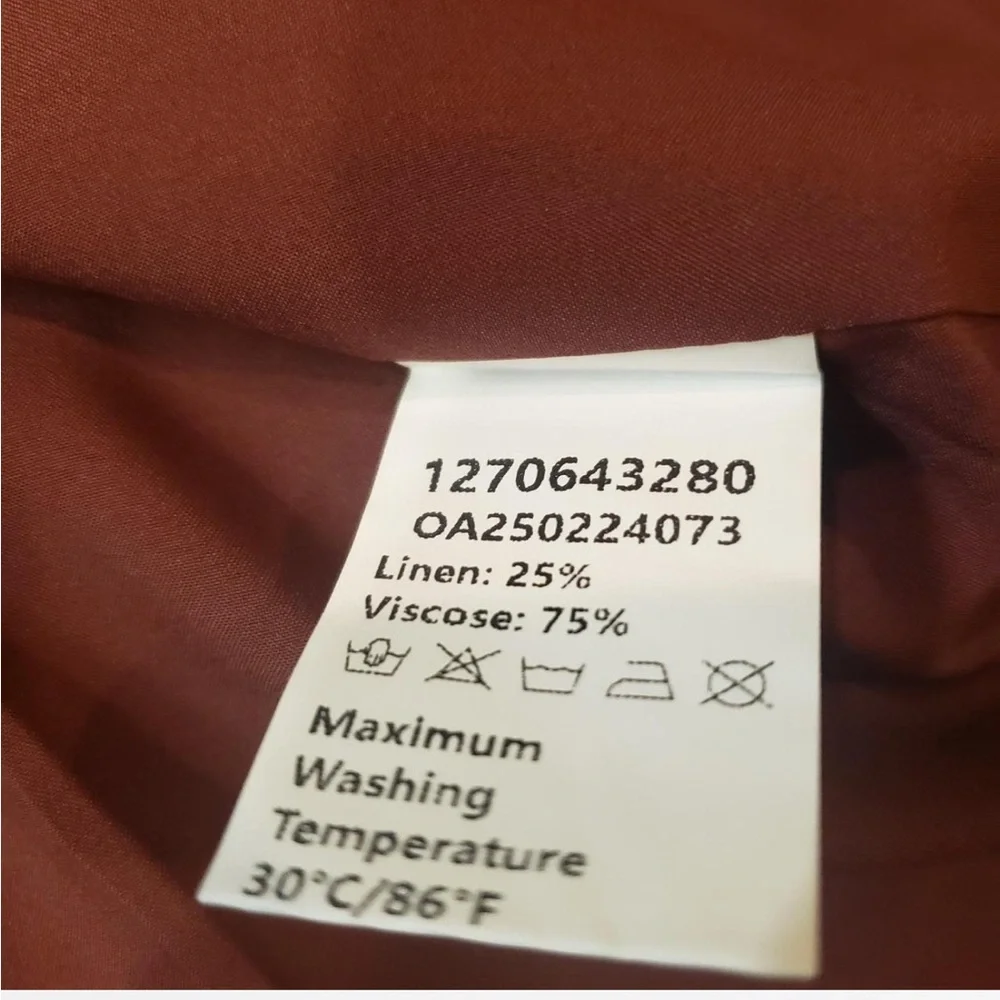 1270643280
OA250224073
Linen: 25%
Viscose: 75%
Maximum
Washing
Temperature
30°C/86°F